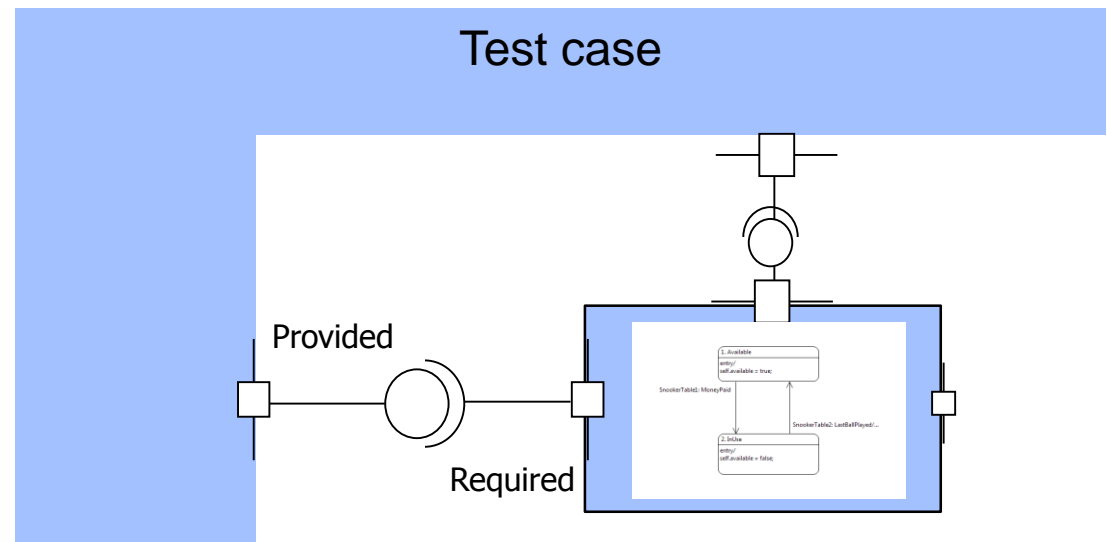 Test case
Provided
Required
1. Available
entry/
self.available = true;
SnookerTable1: MoneyPaid
SnookerTable2: LastBallPlayed/...
2. InUse
entry/
self.available = false;